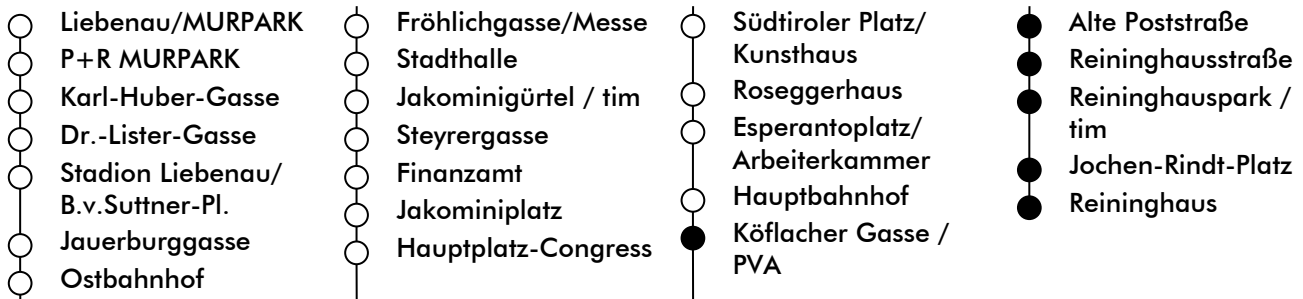 Liebenau/MURPARK
P+R MURPARK
Karl-Huber-Gasse
Dr.-Lister-Gasse
Stadion Liebenau/
B.v.Suttner-Pl.
Jauerburggasse
Ostbahnhof
Fröhlichgasse/Messe
Stadthalle
Jakominigürtel / tim
Steyrergasse
Finanzamt
Jakominiplatz
Hauptplatz-Congress
Südtiroler Platz/
Kunsthaus
Roseggerhaus
Esperantoplatz/
Arbeiterkammer
Hauptbahnhof
Köflacher Gasse /
PVA
Alte Poststraße
Reininghausstraße
Reininghauspark /
tim
Jochen-Rindt-Platz
Reininghaus